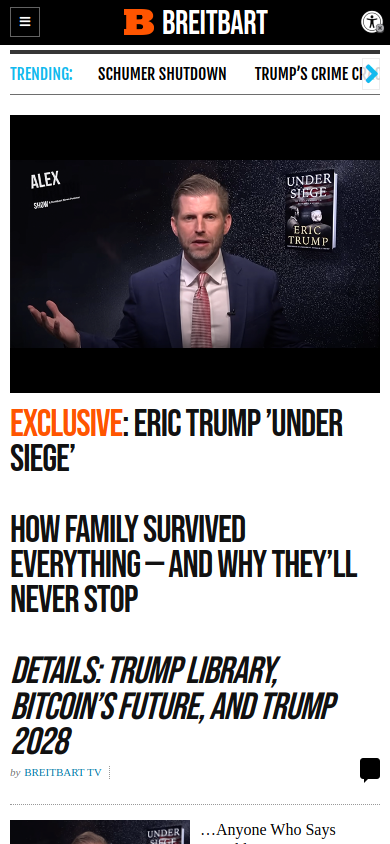 BREITBART
TRENDING:
SCHUMER SHUTDOWN
TRUMP'S CRIME
ALEX
SHOW
UNDER
SIEGE
ERIC
TRUMP
EXCLUSIVE: ERIC TRUMP ’UNDER
SIEGE’
HOW FAMILY SURVIVED
EVERYTHING — AND WHY THEY’LL
NEVER STOP
DETAILS: TRUMP LIBRARY,
BITCOIN’S FUTURE, AND TRUMP
2028
by BREITBART TV
UNDER
…Anyone Who Says